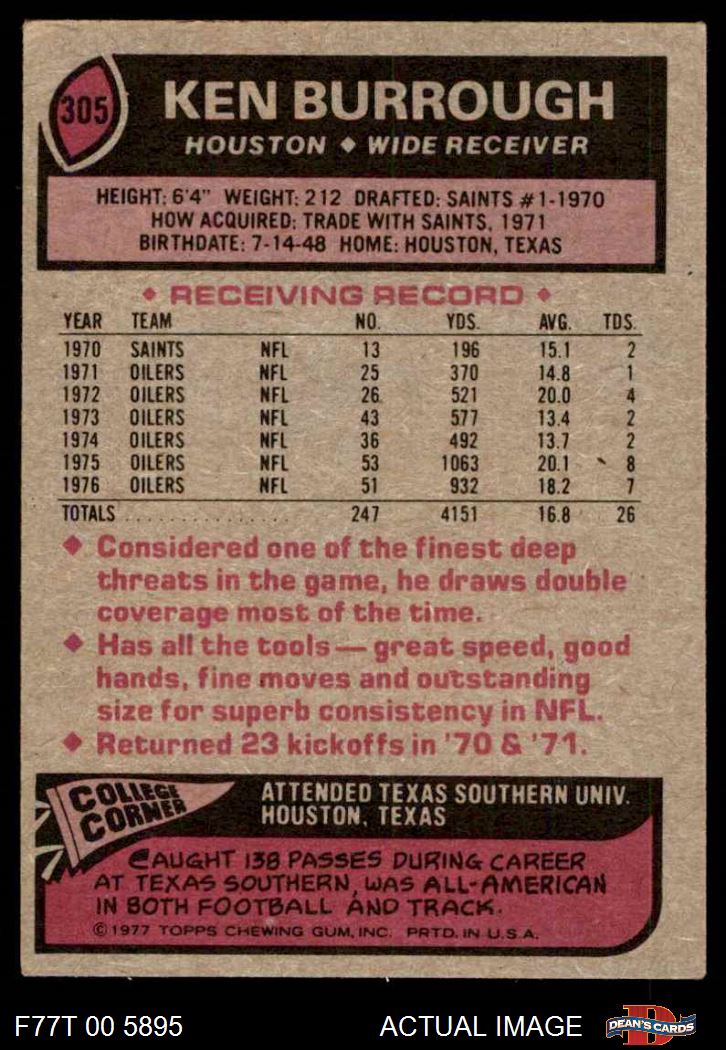 305
KEN BURROUGH
HOUSTON ♦ WIDE RECEIVER
HEIGHT: 6'4" WEIGHT: 212 DRAFTED: SAINTS #1-1970
HOW ACQUIRED: TRADE WITH SAINTS, 1971
BIRTHDATE: 7-14-48 HOME: HOUSTON, TEXAS
♦ RECEIVING RECORD ♦
YEAR TEAM NO. YDS. AVG. TDS.
1970 SAINTS NFL 13 196 15.1 2
1971 OILERS NFL 25 370 14.8 1
1972 OILERS NFL 26 521 20.0 4
1973 OILERS NFL 43 577 13.4 2
1974 OILERS NFL 36 492 13.7 2
1975 OILERS NFL 53 1063 20.1 8
1976 OILERS NFL 51 932 18.2 7
TOTALS .............. 247 4151 16.8 26
♦ Considered one of the finest deep
threats in the game, he draws double
coverage most of the time.
♦ Has all the tools — great speed, good
hands, fine moves and outstanding
size for superb consistency in NFL.
♦ Returned 23 kickoffs in '70 & '71.
COLLEGE
CORNER
ATTENDED TEXAS SOUTHERN UNIV.
HOUSTON, TEXAS
CAUGHT 138 PASSES DURING CAREER
AT TEXAS SOUTHERN, WAS ALL-AMERICAN
IN BOTH FOOTBALL AND TRACK.
© 1977 TOPPS CHEWING GUM, INC. PRTD. IN U.S.A.
F77T 00 5895 ACTUAL IMAGE
D
DEAN'S CARDS